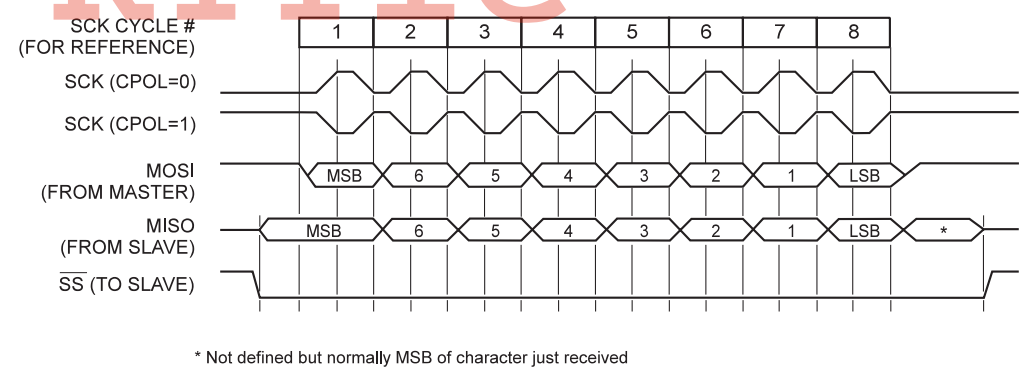 SCK CYCLE #
(FOR REFERENCE)
1 2 3 4 5 6 7 8
SCK (CPOL=0)
SCK (CPOL=1)
MOSI
(FROM MASTER)
MSB 6 5 4 3 2 1 LSB
MISO
(FROM SLAVE)
MSB 6 5 4 3 2 1 LSB *
SS (TO SLAVE)
* Not defined but normally MSB of character just received